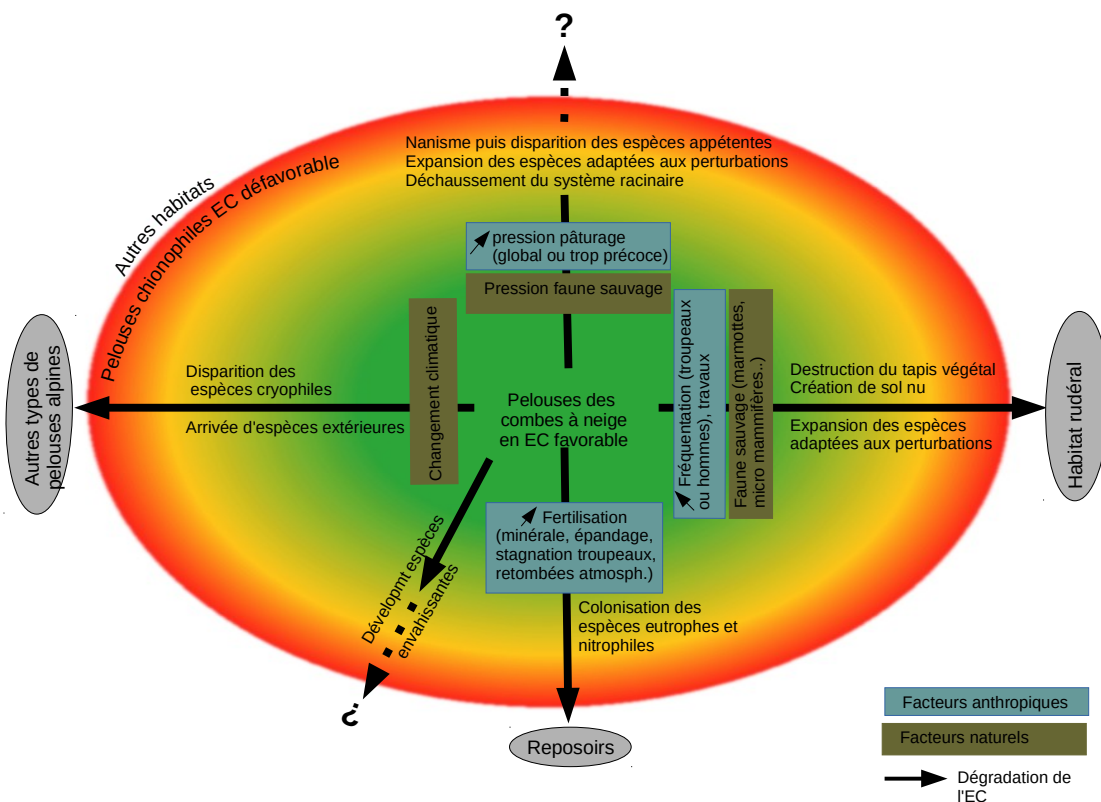 ?
Nanisme puis disparition des espèces appétentes
Expansion des espèces adaptées aux perturbations
Déchaussement du système racinaire
Autres habitats
Pelouses chionophiles EC défavorable
pression pâturage
(global ou trop précoce)
Pression faune sauvage
Autres types de
pelouses alpines
Disparition des
espèces cryophiles
Arrivée d'espèces extérieures
Changement climatique
Pelouses des
combes à neige
en EC favorable
Fréquentation (troupeaux
ou hommes), travaux
Faune sauvage (marmottes,
micro mammifères..)
Destruction du tapis végétal
Création de sol nu
Expansion des espèces
adaptées aux perturbations
Habitat rudéral
Développmt espèces
envahissantes
?
Fertilisation
(minérale, épandage,
stagnation troupeaux,
retombées atmosph.)
Colonisation des
espèces eutrophes et
nitrophiles
Reposoirs
Facteurs anthropiques
Facteurs naturels
Dégradation de
l'EC